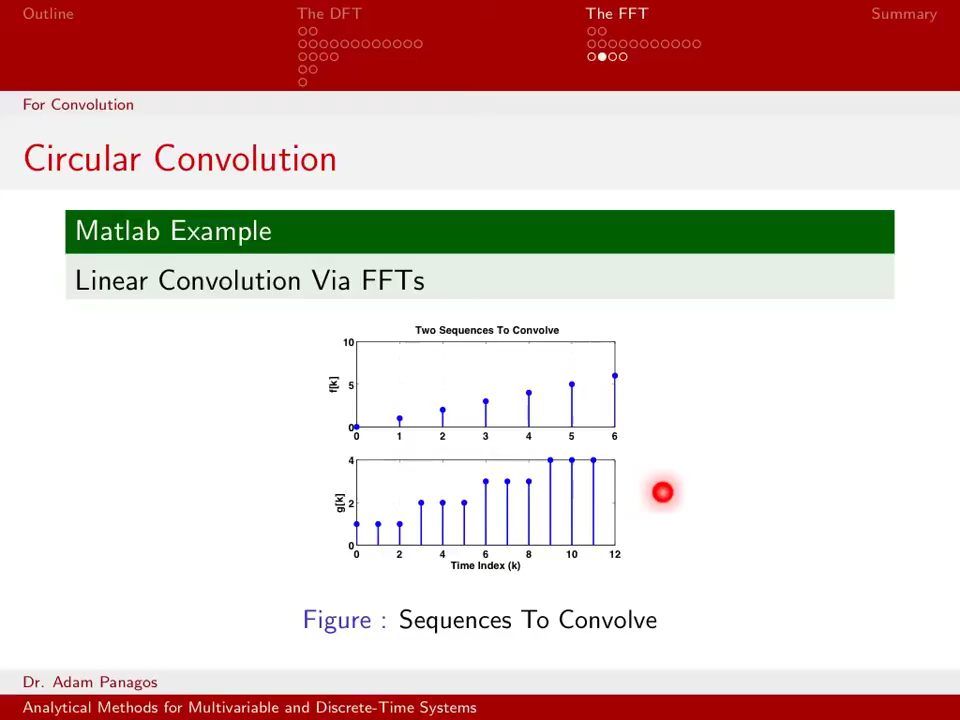 Outline The DFT The FFT Summary
For Convolution
Circular Convolution
Matlab Example
Linear Convolution Via FFTs
Two Sequences To Convolve
10
5
0
f[k]
0 1 2 3 4 5 6
4
2
0
g[k]
0 2 4 6 8 10 12
Time Index (k)
Figure : Sequences To Convolve
Dr. Adam Panagos
Analytical Methods for Multivariable and Discrete-Time Systems